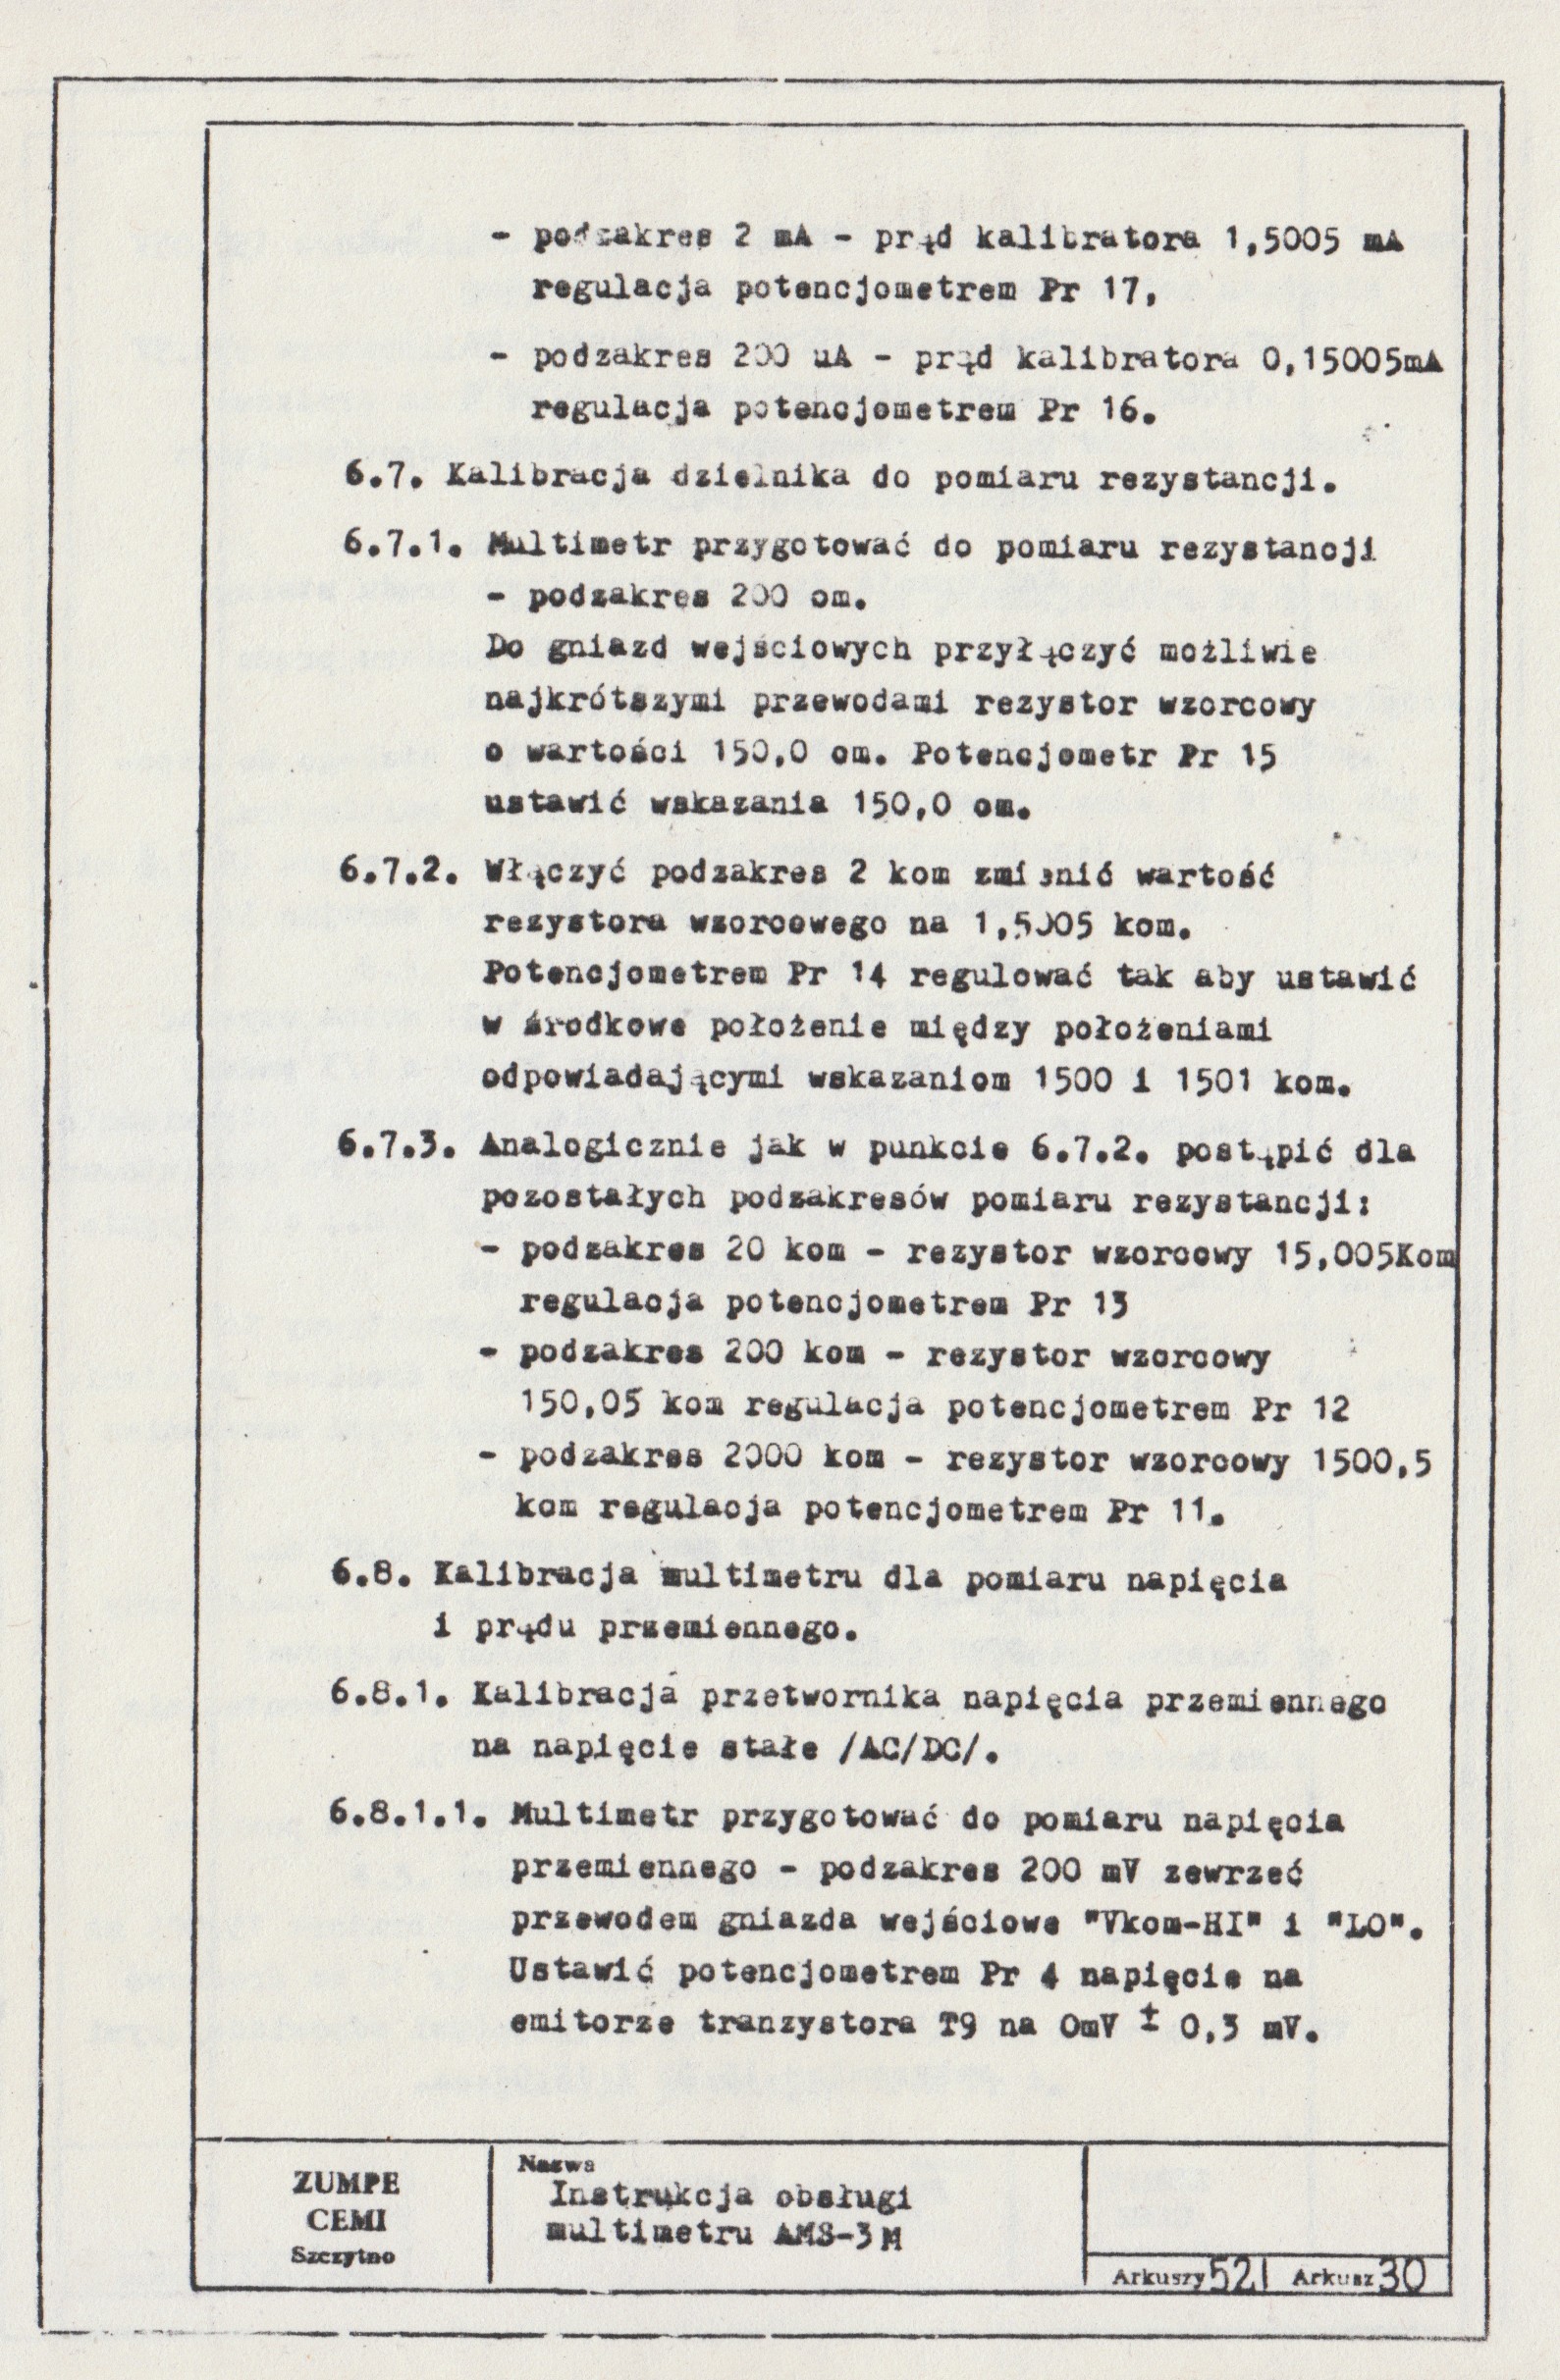 - podzakres 2 mA - prąd kalibratora 1,5005 mA
regulacja potencjometrem Pr 17,
- podzakres 200 uA - prąd kalibratora 0,15005mA
regulacja potencjometrem Pr 16.
6.7. Kalibracja dzielnika do pomiaru rezystancji.
6.7.1. Multimetr przygotować do pomiaru rezystancji
- podzakres 200 om.
Do gniazd wejściowych przyłączyć możliwie
najkrótszymi przewodami rezystor wzorcowy
o wartości 150,0 om. Potencjometr Pr 15
ustawić wskazania 150,0 om.
6.7.2. Włączyć podzakres 2 kom zmienić wartość
rezystora wzorcowego na 1,5005 kom.
Potencjometrem Pr 14 regulować tak aby ustawić
w środkowe położenie między położeniami
odpowiadającymi wskazaniom 1500 i 1501 kom.
6.7.3. Analogicznie jak w punkcie 6.7.2. postąpić dla
pozostałych podzakresów pomiaru rezystancji:
- podzakres 20 kom - rezystor wzorcowy 15,005Kom
regulacja potencjometrem Pr 13
- podzakres 200 kom - rezystor wzorcowy
150,05 kom regulacja potencjometrem Pr 12
- podzakres 2000 kom - rezystor wzorcowy 1500,5
kom regulacja potencjometrem Pr 11.
6.8. Kalibracja multimetru dla pomiaru napięcia
i prądu przemiennego.
6.8.1. Kalibracja przetwornika napięcia przemiennego
na napięcie stałe /AC/DC/.
6.8.1.1. Multimetr przygotować do pomiaru napięcia
przemiennego - podzakres 200 mV zewrzeć
przewodem gniazda wejściowe "Vkom-HI" i "LO".
Ustawić potencjometrem Pr 4 napięcie na
emitorze tranzystora T9 na 0mV ± 0,3 mV.
ZUMPE
CEMI
Szczytno
Nazwa
Instrukcja obsługi
multimetru AMS-3M
Arkuszy 52 | Arkusz 30